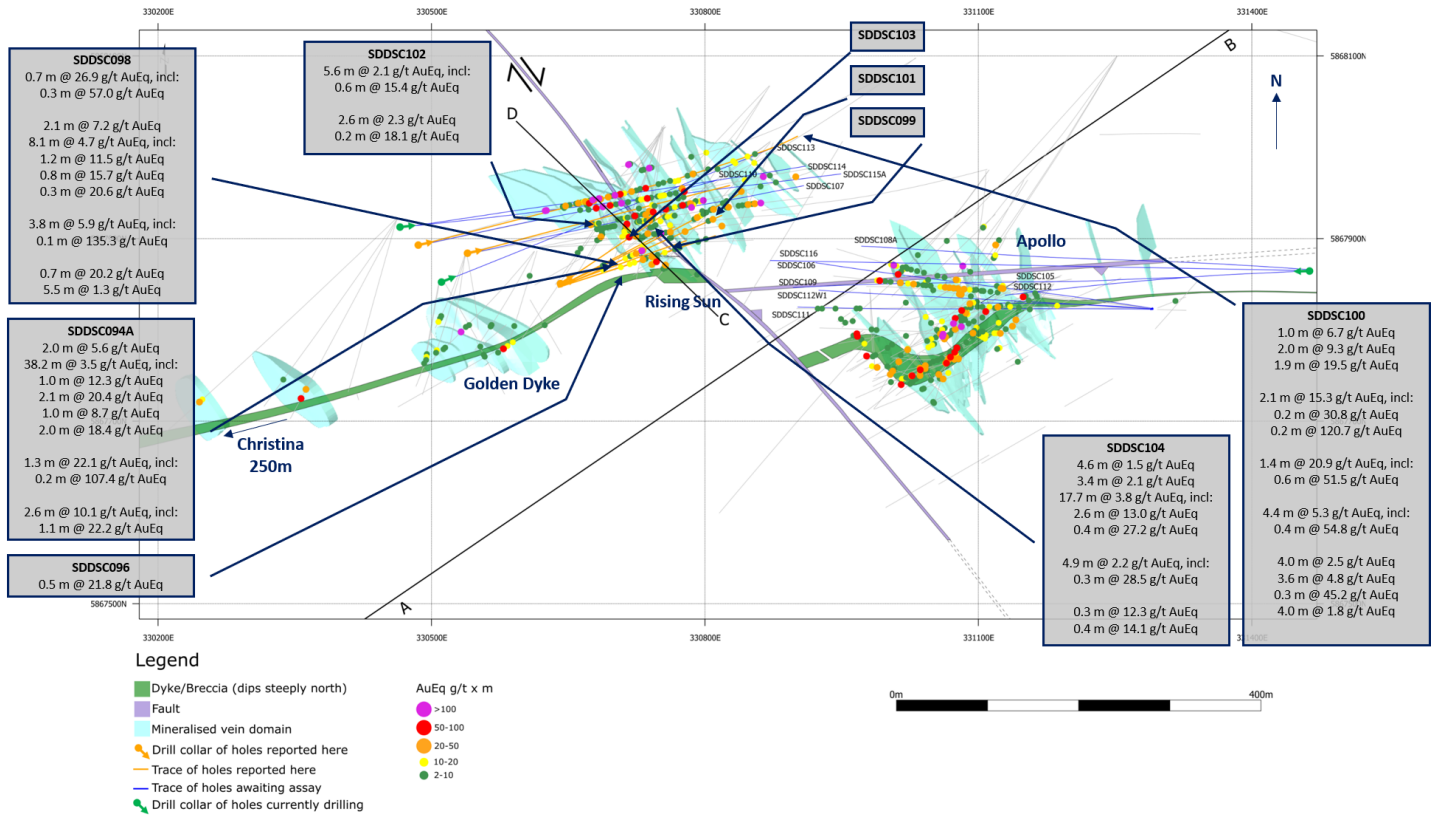 330200E
330500E
330800E
331100E
331400E
SDDSC098
0.7 m @ 26.9 g/t AuEq, incl:
0.3 m @ 57.0 g/t AuEq
2.1 m @ 7.2 g/t AuEq
8.1 m @ 4.7 g/t AuEq, incl:
1.2 m @ 11.5 g/t AuEq
0.8 m @ 15.7 g/t AuEq
0.3 m @ 20.6 g/t AuEq
3.8 m @ 5.9 g/t AuEq, incl:
0.1 m @ 135.3 g/t AuEq
0.7 m @ 20.2 g/t AuEq
5.5 m @ 1.3 g/t AuEq
SDDSC102
5.6 m @ 2.1 g/t AuEq, incl:
0.6 m @ 15.4 g/t AuEq
2.6 m @ 2.3 g/t AuEq
0.2 m @ 18.1 g/t AuEq
SDDSC103
SDDSC101
SDDSC099
B
5868100N
N
D
SDDSC113
SDDSC114
SDDSC110
SDDSC115A
SDDSC107
SDDSC108A
5867900N
Apollo
SDDSC116
SDDSC106
SDDSC105
SDDSC109
SDDSC112
SDDSC112W1
SDDSC111
Rising Sun
C
Golden Dyke
Christina
250m
SDDSC094A
2.0 m @ 5.6 g/t AuEq
38.2 m @ 3.5 g/t AuEq, incl:
1.0 m @ 12.3 g/t AuEq
2.1 m @ 20.4 g/t AuEq
1.0 m @ 8.7 g/t AuEq
2.0 m @ 18.4 g/t AuEq
1.3 m @ 22.1 g/t AuEq, incl:
0.2 m @ 107.4 g/t AuEq
2.6 m @ 10.1 g/t AuEq, incl:
1.1 m @ 22.2 g/t AuEq
SDDSC096
0.5 m @ 21.8 g/t AuEq
SDDSC100
1.0 m @ 6.7 g/t AuEq
2.0 m @ 9.3 g/t AuEq
1.9 m @ 19.5 g/t AuEq
2.1 m @ 15.3 g/t AuEq, incl:
0.2 m @ 30.8 g/t AuEq
0.2 m @ 120.7 g/t AuEq
1.4 m @ 20.9 g/t AuEq, incl:
0.6 m @ 51.5 g/t AuEq
4.4 m @ 5.3 g/t AuEq, incl:
0.4 m @ 54.8 g/t AuEq
4.0 m @ 2.5 g/t AuEq
3.6 m @ 4.8 g/t AuEq
0.3 m @ 45.2 g/t AuEq
4.0 m @ 1.8 g/t AuEq
SDDSC104
4.6 m @ 1.5 g/t AuEq
3.4 m @ 2.1 g/t AuEq
17.7 m @ 3.8 g/t AuEq, incl:
2.6 m @ 13.0 g/t AuEq
0.4 m @ 27.2 g/t AuEq
4.9 m @ 2.2 g/t AuEq, incl:
0.3 m @ 28.5 g/t AuEq
0.3 m @ 12.3 g/t AuEq
0.4 m @ 14.1 g/t AuEq
5867500N
A
330200E
330500E
330800E
331100E
331400E
Legend
Dyke/Breccia (dips steeply north)
Fault
Mineralised vein domain
Drill collar of holes reported here
Trace of holes reported here
Trace of holes awaiting assay
Drill collar of holes currently drilling
AuEq g/t x m
>100
50-100
20-50
10-20
2-10
0m
400m